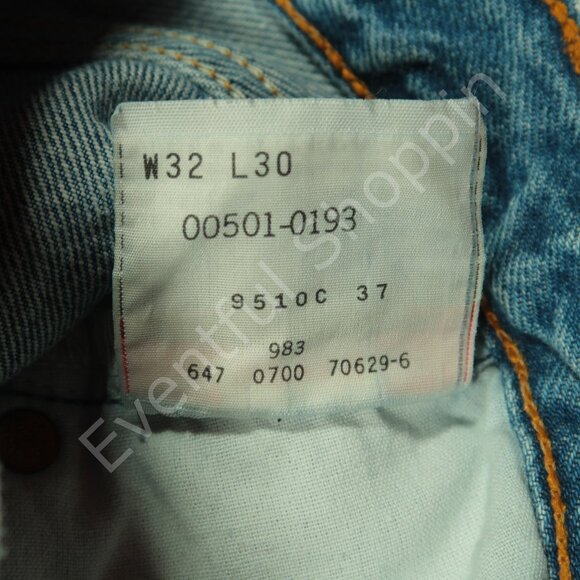 W32 L30
00501-0193
9510C 37
983
647 0700 70629-6
Eventful Shoppin